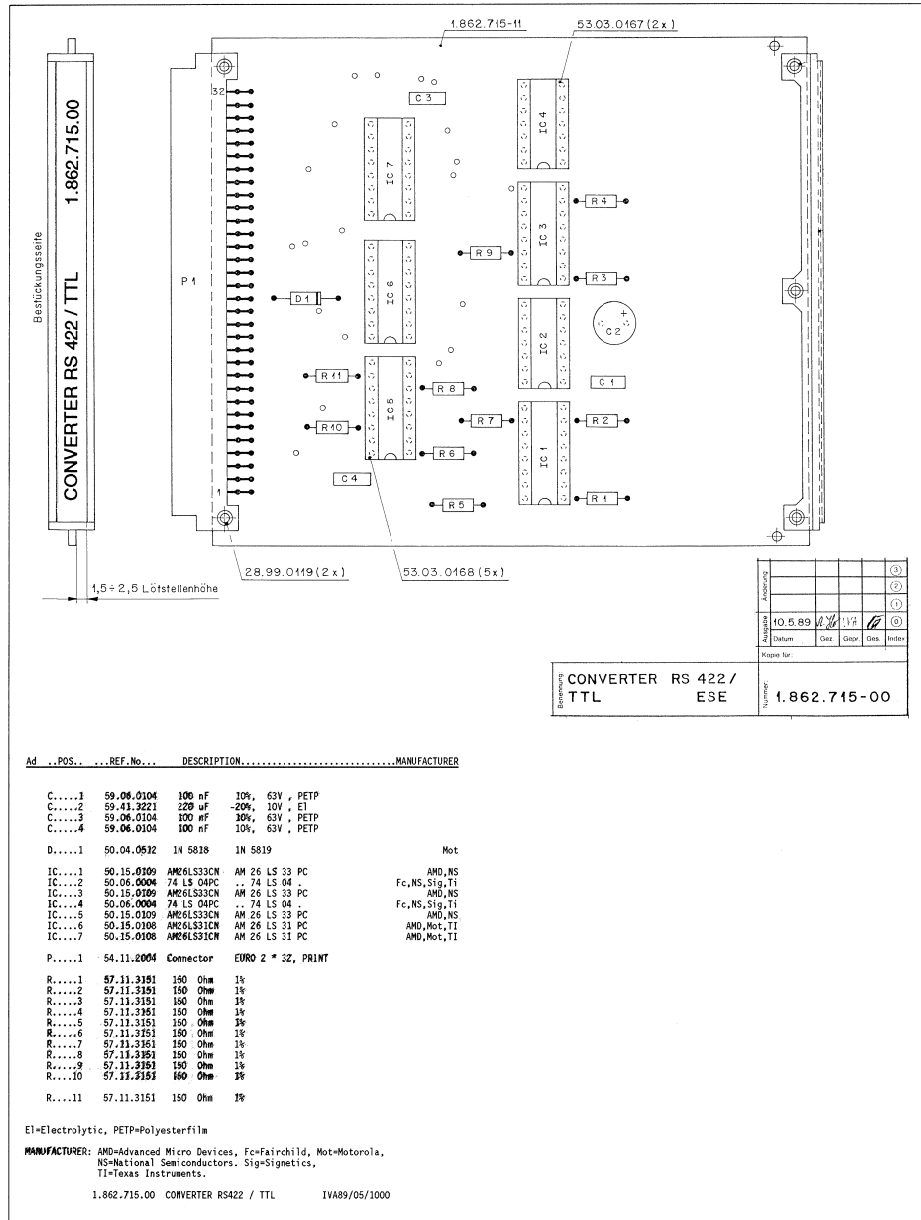 1.862.715-11
53.03.0167 (2x)
Bestückungsseite
CONVERTER RS 422 / TTL 1.862.715.00
1,5÷2,5 Lötstellenhöhe
P1
32
1
C 3
IC 7
IC 4
R 4
IC 3
R 9
R 3
D1
IC 6
IC 2
+
C 2
R 11
R 8
C 1
IC 5
R 10
R 7
R 2
R 6
IC 1
C 4
R 5
R 1
28.99.0119 (2x)
53.03.0168 (5x)
Änderung
3
2
1
Ausgabe
10.5.89
0
Datum Gez. Gepr. Ges. Index
Kopie für:
Benennung:
CONVERTER RS 422 /
TTL ESE
Nummer:
1.862.715-00
Ad ..POS.. ...REF.No... DESCRIPTION.............................MANUFACTURER
C.....1 59.06.0104 100 nF 10%, 63V , PETP
C.....2 59.41.3221 220 uF -20%, 10V , El
C.....3 59.06.0104 100 nF 10%, 63V , PETP
C.....4 59.06.0104 100 nF 10%, 63V , PETP
D.....1 50.04.0512 1N 5818 1N 5819 Mot
IC....1 50.15.0109 AM26LS33CN AM 26 LS 33 PC AMD,NS
IC....2 50.06.0004 74 LS 04PC .. 74 LS 04 . Fc,NS,Sig,Ti
IC....3 50.15.0109 AM26LS33CN AM 26 LS 33 PC AMD,NS
IC....4 50.06.0004 74 LS 04PC .. 74 LS 04 . Fc,NS,Sig,Ti
IC....5 50.15.0109 AM26LS33CN AM 26 LS 33 PC AMD,NS
IC....6 50.15.0108 AM26LS31CN AM 26 LS 31 PC AMD,Mot,TI
IC....7 50.15.0108 AM26LS31CN AM 26 LS 31 PC AMD,Mot,TI
P.....1 54.11.2004 Connector EURO 2 * 32, PRINT
R.....1 57.11.3151 150 Ohm 1%
R.....2 57.11.3151 150 Ohm 1%
R.....3 57.11.3151 150 Ohm 1%
R.....4 57.11.3151 150 Ohm 1%
R.....5 57.11.3151 150 Ohm 1%
R.....6 57.11.3151 150 Ohm 1%
R.....7 57.11.3151 150 Ohm 1%
R.....8 57.11.3151 150 Ohm 1%
R.....9 57.11.3151 150 Ohm 1%
R....10 57.11.3151 150 Ohm 1%
R....11 57.11.3151 150 Ohm 1%
El=Electrolytic, PETP=Polyesterfilm
MANUFACTURER: AMD=Advanced Micro Devices, Fc=Fairchild, Mot=Motorola,
NS=National Semiconductors. Sig=Signetics,
TI=Texas Instruments.
1.862.715.00 CONVERTER RS422 / TTL IVA89/05/1000